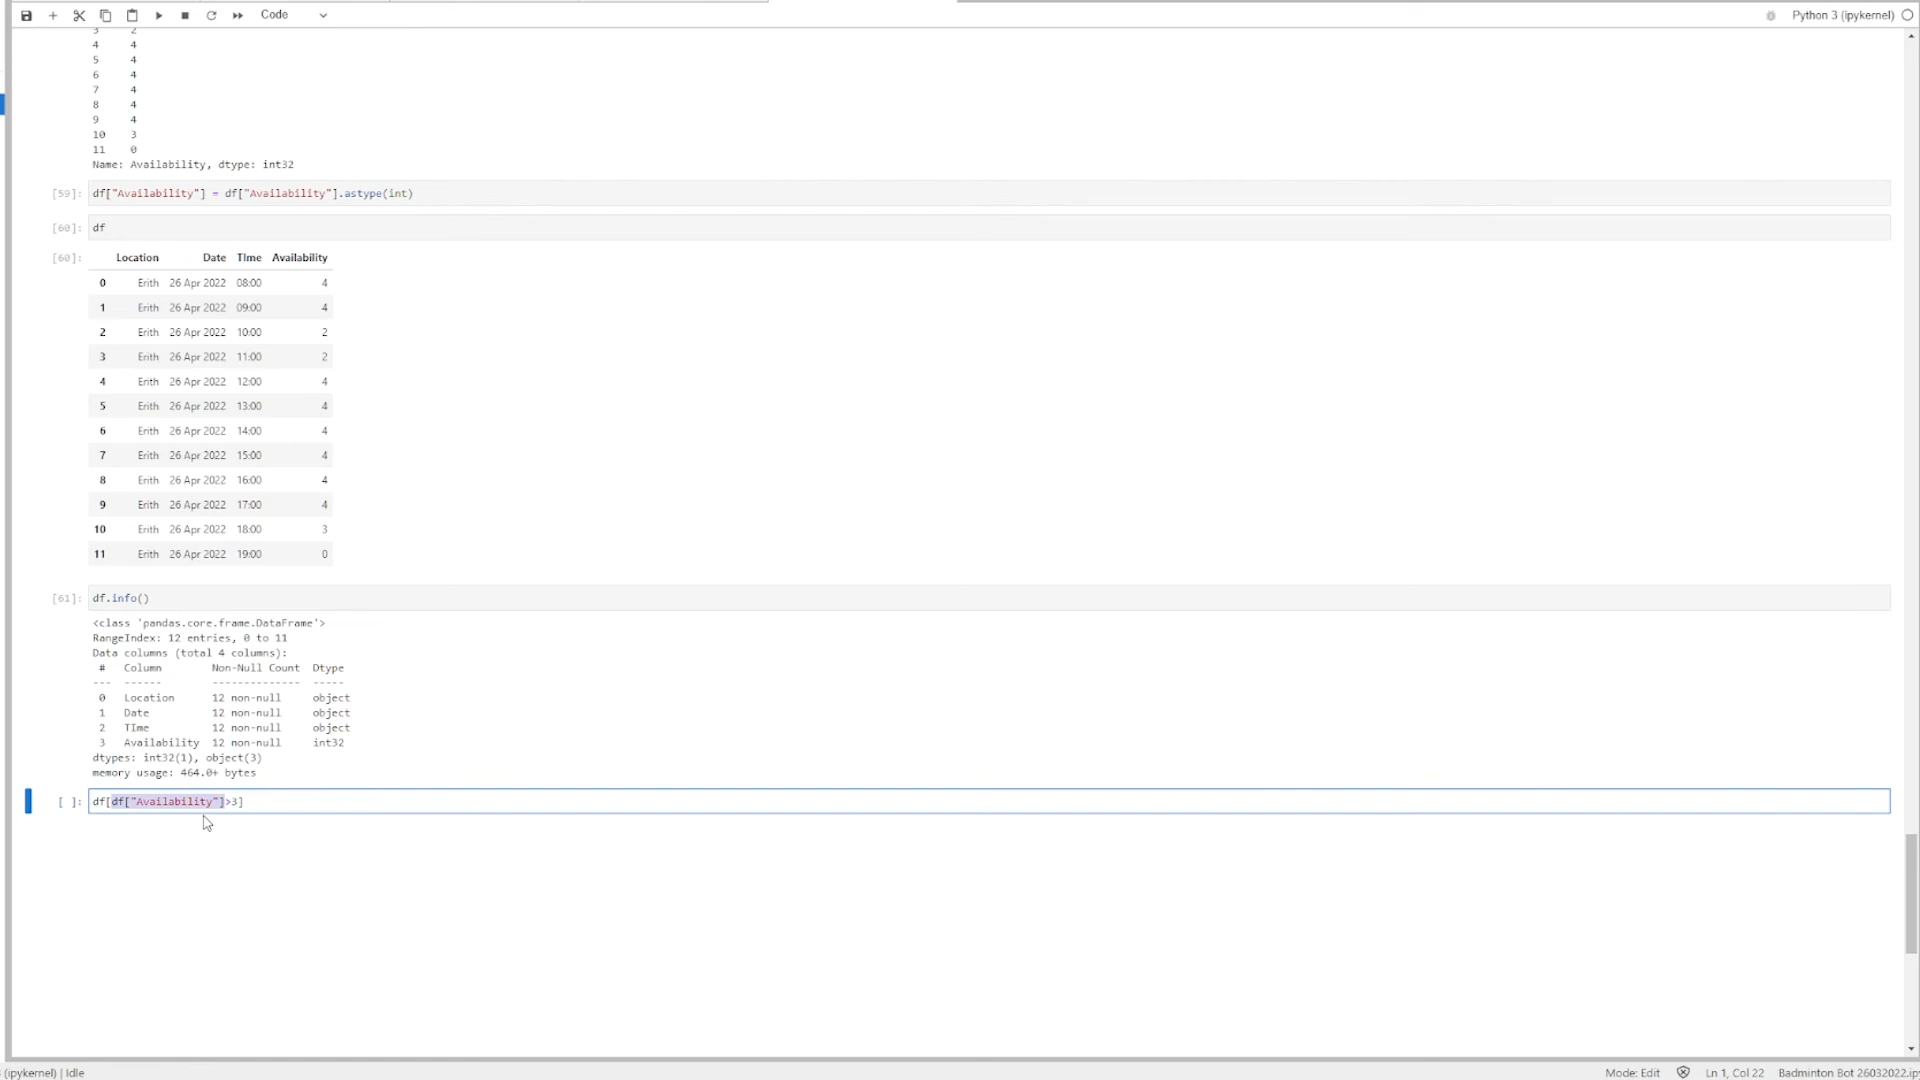 Code
Python 3 (ipykernel)
3 2
4 4
5 4
6 4
7 4
8 4
9 4
10 3
11 0
Name: Availability, dtype: int32
[59]: df["Availability"] = df["Availability"].astype(int)
[60]: df
[60]: Location Date TIme Availability
0 Erith 26 Apr 2022 08:00 4
1 Erith 26 Apr 2022 09:00 4
2 Erith 26 Apr 2022 10:00 2
3 Erith 26 Apr 2022 11:00 2
4 Erith 26 Apr 2022 12:00 4
5 Erith 26 Apr 2022 13:00 4
6 Erith 26 Apr 2022 14:00 4
7 Erith 26 Apr 2022 15:00 4
8 Erith 26 Apr 2022 16:00 4
9 Erith 26 Apr 2022 17:00 4
10 Erith 26 Apr 2022 18:00 3
11 Erith 26 Apr 2022 19:00 0
[61]: df.info()
<class 'pandas.core.frame.DataFrame'>
RangeIndex: 12 entries, 0 to 11
Data columns (total 4 columns):
# Column Non-Null Count Dtype
--- ------ -------------- -----
0 Location 12 non-null object
1 Date 12 non-null object
2 TIme 12 non-null object
3 Availability 12 non-null int32
dtypes: int32(1), object(3)
memory usage: 464.0+ bytes
[ ]: df[df["Availability"]>3]
(ipykernel) | Idle
Mode: Edit
Ln 1, Col 22
Badminton Bot 26032022.ip